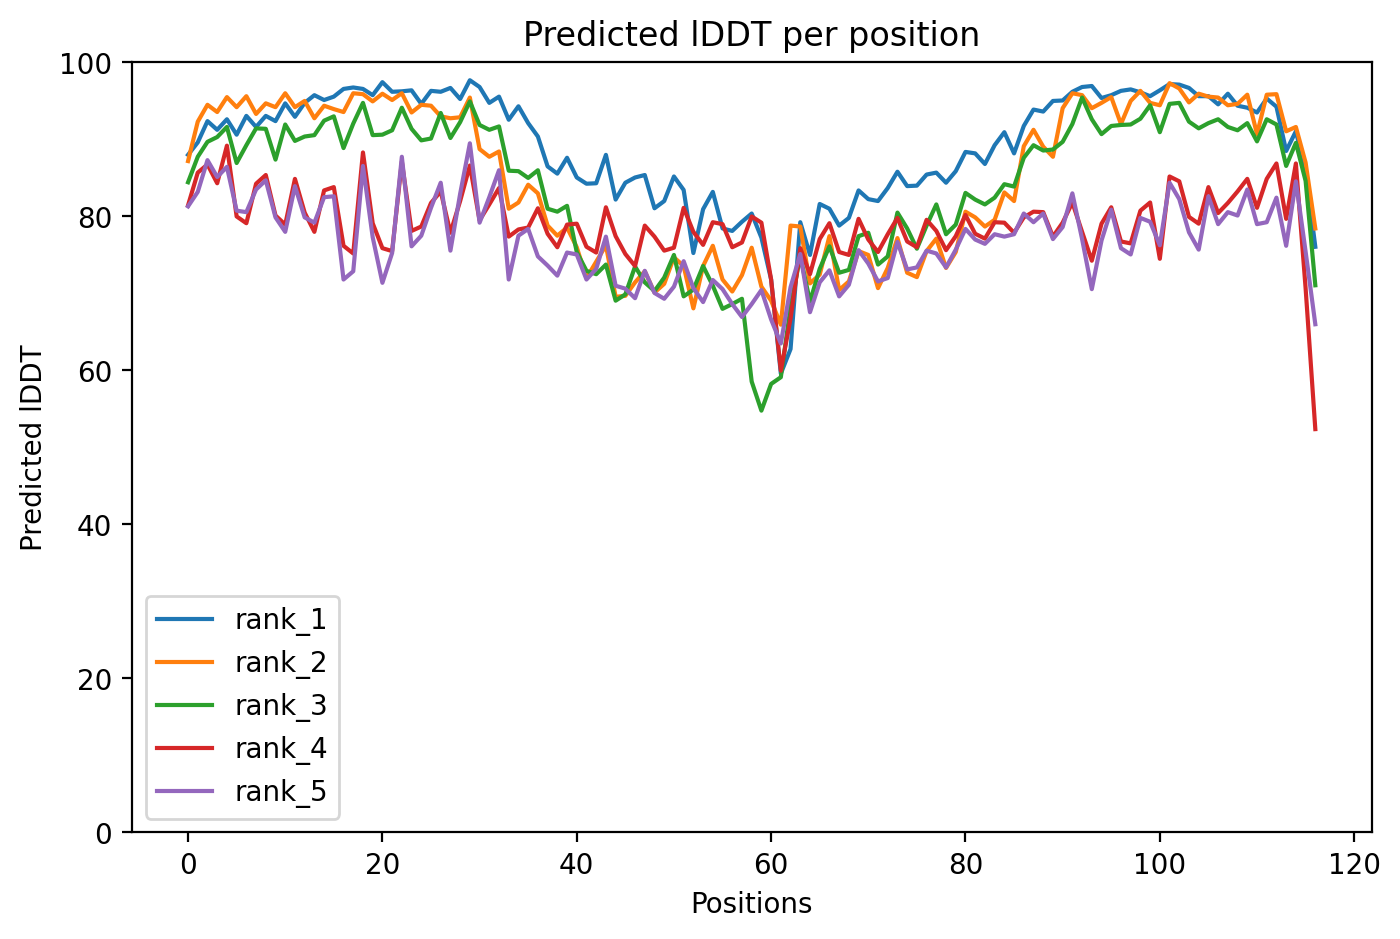 Predicted lDDT per position
100
80
60
40
20
0
Predicted lDDT
rank_1
rank_2
rank_3
rank_4
rank_5
0 20 40 60 80 100 120
Positions